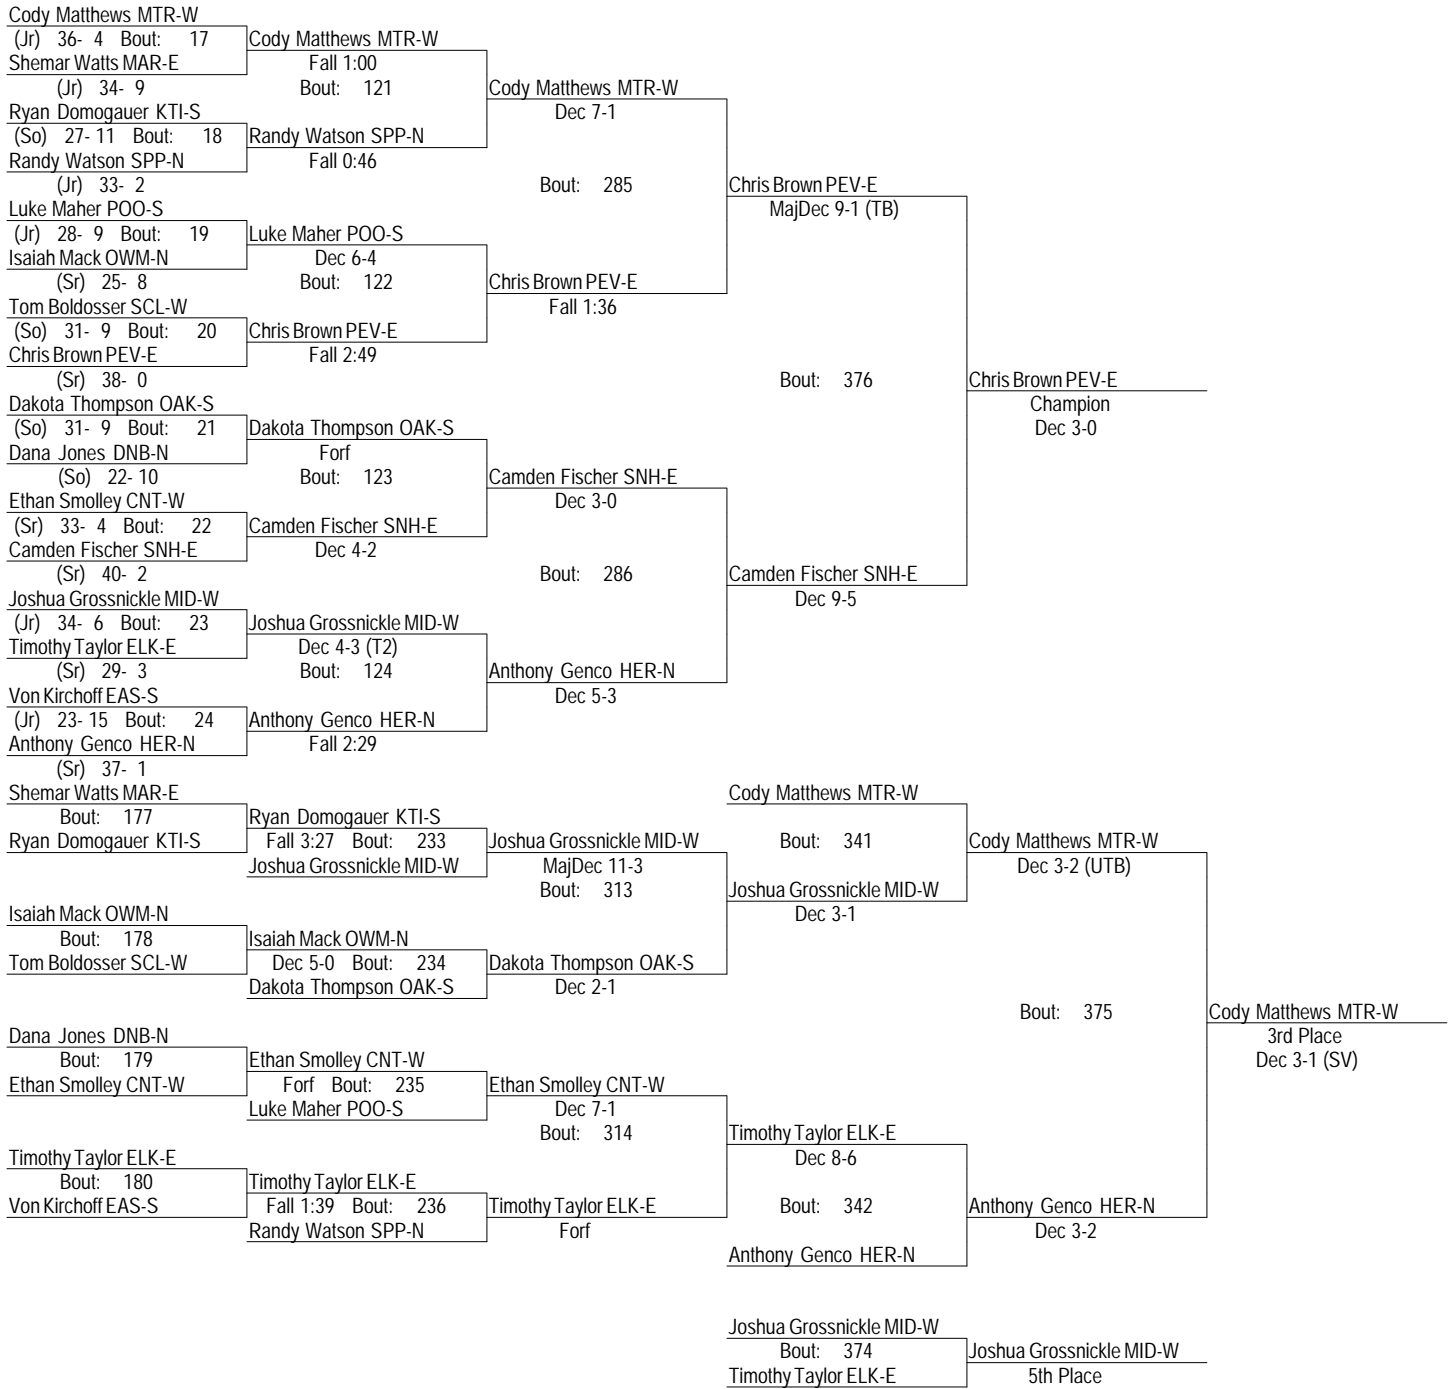 Cody Matthews MTR-W
(Jr) 36- 4 Bout: 17 Cody Matthews MTR-W
Shemar Watts MAR-E Fall 1:00
(Jr) 34- 9 Bout: 121 Cody Matthews MTR-W
Ryan Domogauer KTI-S Dec 7-1
(So) 27- 11 Bout: 18 Randy Watson SPP-N
Randy Watson SPP-N Fall 0:46
(Jr) 33- 2 Bout: 285 Chris Brown PEV-E
Luke Maher POO-S MajDec 9-1 (TB)
(Jr) 28- 9 Bout: 19 Luke Maher POO-S
Isaiah Mack OWM-N Dec 6-4
(Sr) 25- 8 Bout: 122 Chris Brown PEV-E
Tom Boldosser SCL-W Fall 1:36
(So) 31- 9 Bout: 20 Chris Brown PEV-E
Chris Brown PEV-E Fall 2:49
(Sr) 38- 0 Bout: 376 Chris Brown PEV-E
Dakota Thompson OAK-S Champion
(So) 31- 9 Bout: 21 Dakota Thompson OAK-S Dec 3-0
Dana Jones DNB-N Forf
(So) 22- 10 Bout: 123 Camden Fischer SNH-E
Ethan Smolley CNT-W Dec 3-0
(Sr) 33- 4 Bout: 22 Camden Fischer SNH-E
Camden Fischer SNH-E Dec 4-2
(Sr) 40- 2 Bout: 286 Camden Fischer SNH-E
Joshua Grossnickle MID-W Dec 9-5
(Jr) 34- 6 Bout: 23 Joshua Grossnickle MID-W
Timothy Taylor ELK-E Dec 4-3 (T2)
(Sr) 29- 3 Bout: 124 Anthony Genco HER-N
Von Kirchoff EAS-S Dec 5-3
(Jr) 23- 15 Bout: 24 Anthony Genco HER-N
Anthony Genco HER-N Fall 2:29
(Sr) 37- 1
Shemar Watts MAR-E Cody Matthews MTR-W
Bout: 177 Ryan Domogauer KTI-S
Ryan Domogauer KTI-S Fall 3:27 Bout: 233 Joshua Grossnickle MID-W Bout: 341 Cody Matthews MTR-W
Joshua Grossnickle MID-W MajDec 11-3 Dec 3-2 (UTB)
Bout: 313 Joshua Grossnickle MID-W
Isaiah Mack OWM-N Dec 3-1
Bout: 178 Isaiah Mack OWM-N
Tom Boldosser SCL-W Dec 5-0 Bout: 234 Dakota Thompson OAK-S
Dakota Thompson OAK-S Dec 2-1
Bout: 375 Cody Matthews MTR-W
Dana Jones DNB-N 3rd Place
Bout: 179 Ethan Smolley CNT-W Dec 3-1 (SV)
Ethan Smolley CNT-W Forf Bout: 235 Ethan Smolley CNT-W
Luke Maher POO-S Dec 7-1
Bout: 314 Timothy Taylor ELK-E
Timothy Taylor ELK-E Dec 8-6
Bout: 180 Timothy Taylor ELK-E
Von Kirchoff EAS-S Fall 1:39 Bout: 236 Timothy Taylor ELK-E Bout: 342 Anthony Genco HER-N
Randy Watson SPP-N Forf Dec 3-2
Anthony Genco HER-N
Joshua Grossnickle MID-W
Bout: 374 Joshua Grossnickle MID-W
Timothy Taylor ELK-E 5th Place